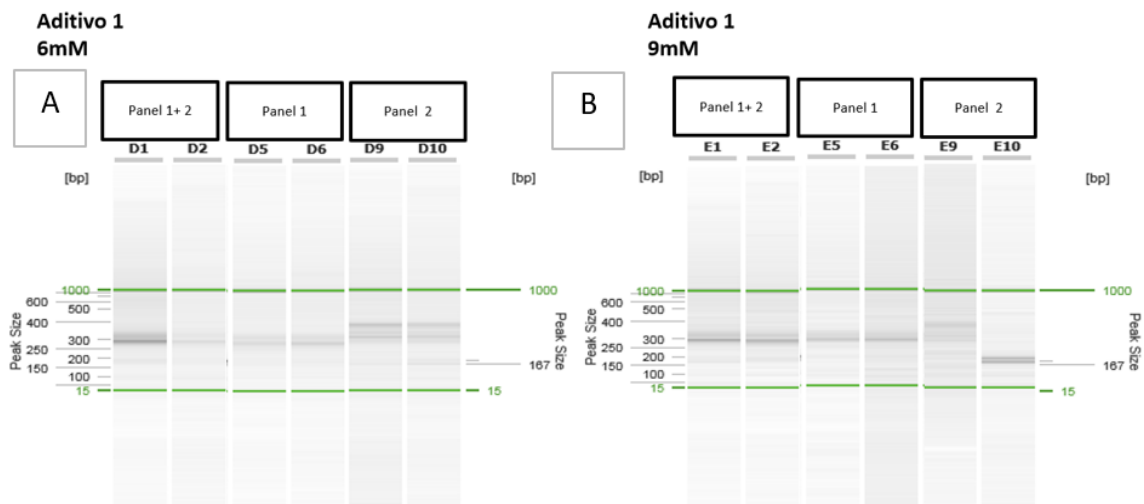 Aditivo 1
6mM
A
Panel 1+ 2
Panel 1
Panel 2
D1 D2 D5 D6 D9 D10
[bp] [bp]
1000 1000
600
500
400
300
250
200
150 167
100
15 15
Peak Size Peak Size
Aditivo 1
9mM
B
Panel 1+ 2
Panel 1
Panel 2
E1 E2 E5 E6 E9 E10
[bp] [bp]
1000 1000
600
500
400
300
250
200
150 167
100
15 15
Peak Size Peak Size